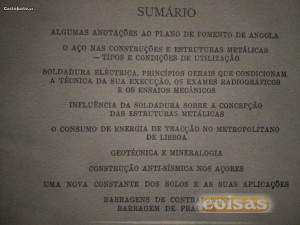 SUMÁRIO
ALGUMAS ANOTAÇÕES AO PLANO DE FOMENTO DE ANGOLA
O AÇO NAS CONSTRUÇÕES E ESTRUTURAS METÁLICAS
— TIPOS E CONDIÇÕES DE UTILIZAÇÃO
SOLDADURA ELÉCTRICA, PRINCÍPIOS GERAIS QUE CONDICIONAM
A TÉCNICA DA SUA EXECUÇÃO, OS EXAMES RADIOGRÁFICOS
E OS ENSAIOS MECÂNICOS
INFLUÊNCIA DA SOLDADURA SOBRE A CONCEPÇÃO
DAS ESTRUTURAS METÁLICAS
O CONSUMO DE ENERGIA DE TRACÇÃO NO METROPOLITANO
DE LISBOA
GEOTÉCNICA E MINERALOGIA
CONSTRUÇÃO ANTI-SÍSMICA NOS AÇORES
UMA NOVA CONSTANTE DOS SOLOS E AS SUAS APLICAÇÕES
BARRAGENS DE
BARRAGEM DE
coisas